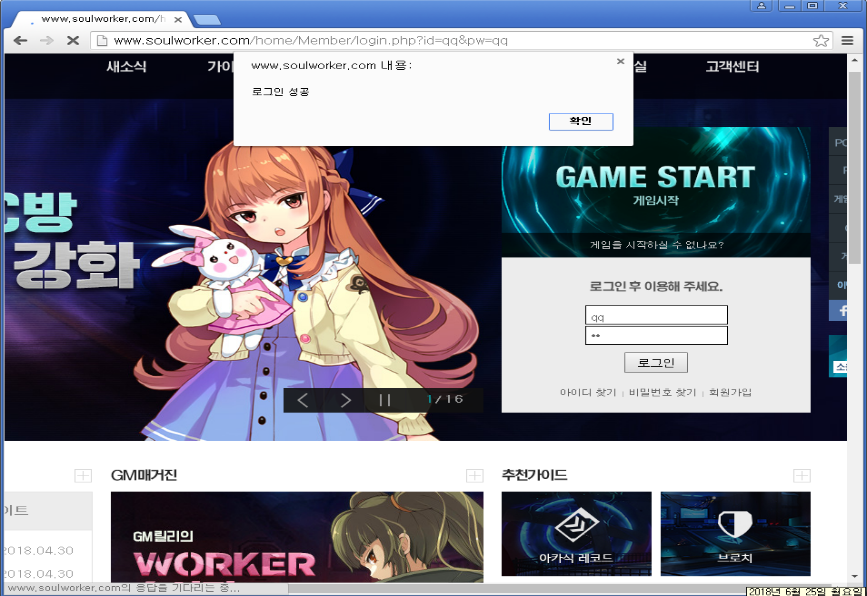 www.soulworker.com/h
www.soulworker.com/home/Member/login.php?id=qq&pw=qq
새소식
가이
실
고객센터
www.soulworker.com 내용:
로그인 성공
확인
C방
강화
GAME START
게임시작
게임을 시작하실 수 없나요?
로그인 후 이용해 주세요.
qq
**
로그인
아이디 찾기 | 비밀번호 찾기 | 회원가입
1/16
PC
게임
소
이트
2018.04.30
2018.04.30
GM매거진
GM릴리의
WORKER
추천가이드
아카식 레코드
브로치
www.soulworker.com의 응답을 기다리는 중...
2018년 6월 25일 월요일